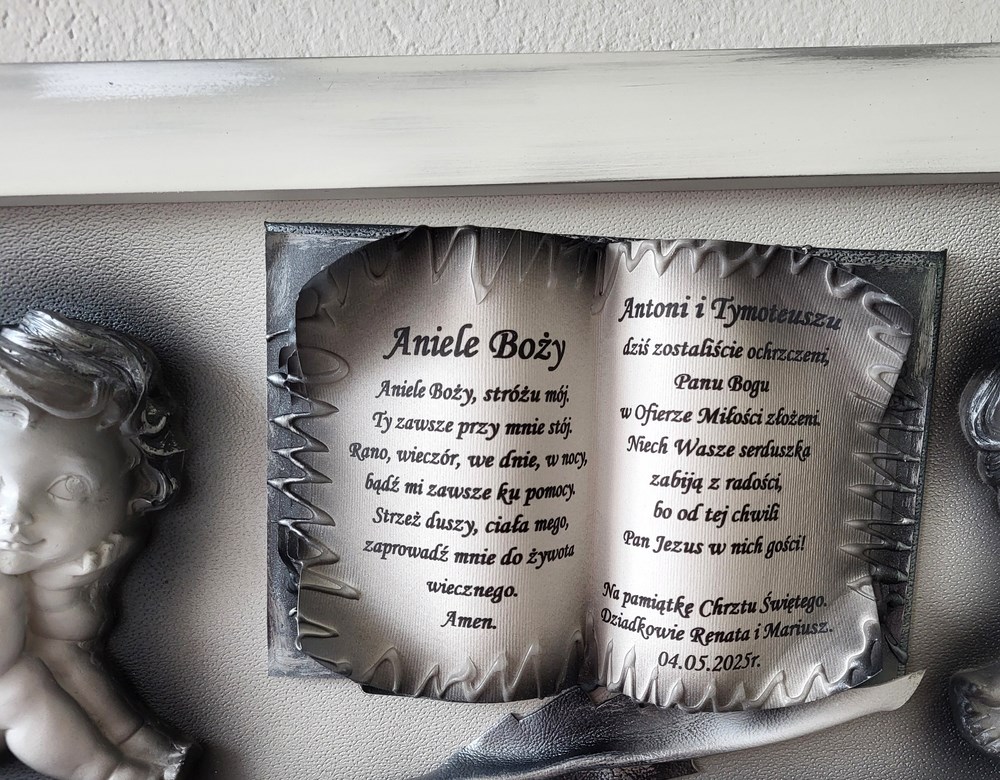 Aniele Boży
Aniele Boży, stróżu mój.
Ty zawsze przy mnie stój.
Rano, wieczór, we dnie, w nocy,
bądź mi zawsze ku pomocy.
Strzeż duszy, ciała mego,
zaprowadź mnie do żywota
wiecznego.
Amen.
Antoni i Tymoteuszu
dziś zostaliście ochrzczeni,
Panu Bogu
w Ofierze Miłości złożeni.
Niech Wasze serduszka
zabiją z radości,
bo od tej chwili
Pan Jezus w nich gości!
Na pamiątkę Chrztu Świętego.
Dziadkowie Renata i Mariusz.
04.05.2025r.